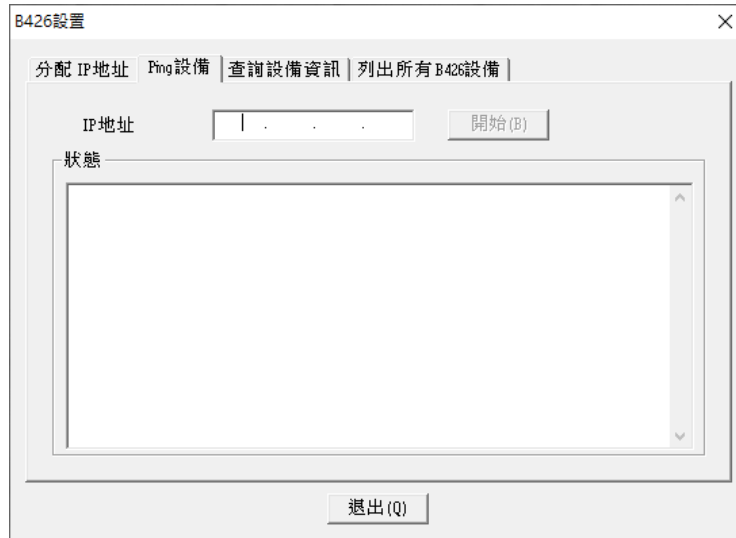 B426設置
分配 IP地址 Ping設備 查詢設備資訊 列出所有B426設備
IP地址 . . . 開始(B)
狀態
退出(Q)